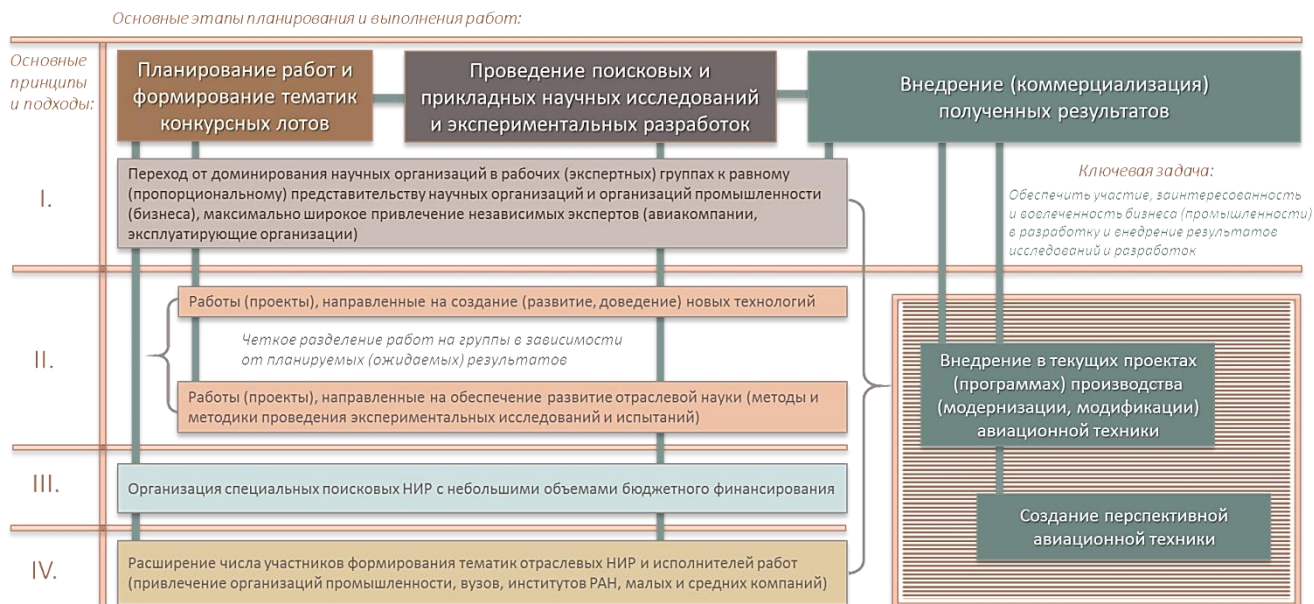 Основные этапы планирования и выполнения работ:
Основные
принципы
и подходы:
Планирование работ и
формирование тематик
конкурсных лотов
Проведение поисковых и
прикладных научных исследований
и экспериментальных разработок
Внедрение (коммерциализация)
полученных результатов
I.
Переход от доминирования научных организаций в рабочих (экспертных) группах к равному
(пропорциональному) представительству научных организаций и организаций промышленности
(бизнеса), максимально широкое привлечение независимых экспертов (авиакомпании,
эксплуатирующие организации)
Ключевая задача:
Обеспечить участие, заинтересованность
и вовлеченность бизнеса (промышленности)
в разработку и внедрение результатов
исследований и разработок
II.
Работы (проекты), направленные на создание (развитие, доведение) новых технологий
Четкое разделение работ на группы в зависимости
от планируемых (ожидаемых) результатов
Работы (проекты), направленные на обеспечение развитие отраслевой науки (методы и
методики проведения экспериментальных исследований и испытаний)
Внедрение в текущих проектах
(программах) производства
(модернизации, модификации)
авиационной техники
III.
Организация специальных поисковых НИР с небольшими объемами бюджетного финансирования
Создание перспективной
авиационной техники
IV.
Расширение числа участников формирования тематик отраслевых НИР и исполнителей работ
(привлечение организаций промышленности, вузов, институтов РАН, малых и средних компаний)